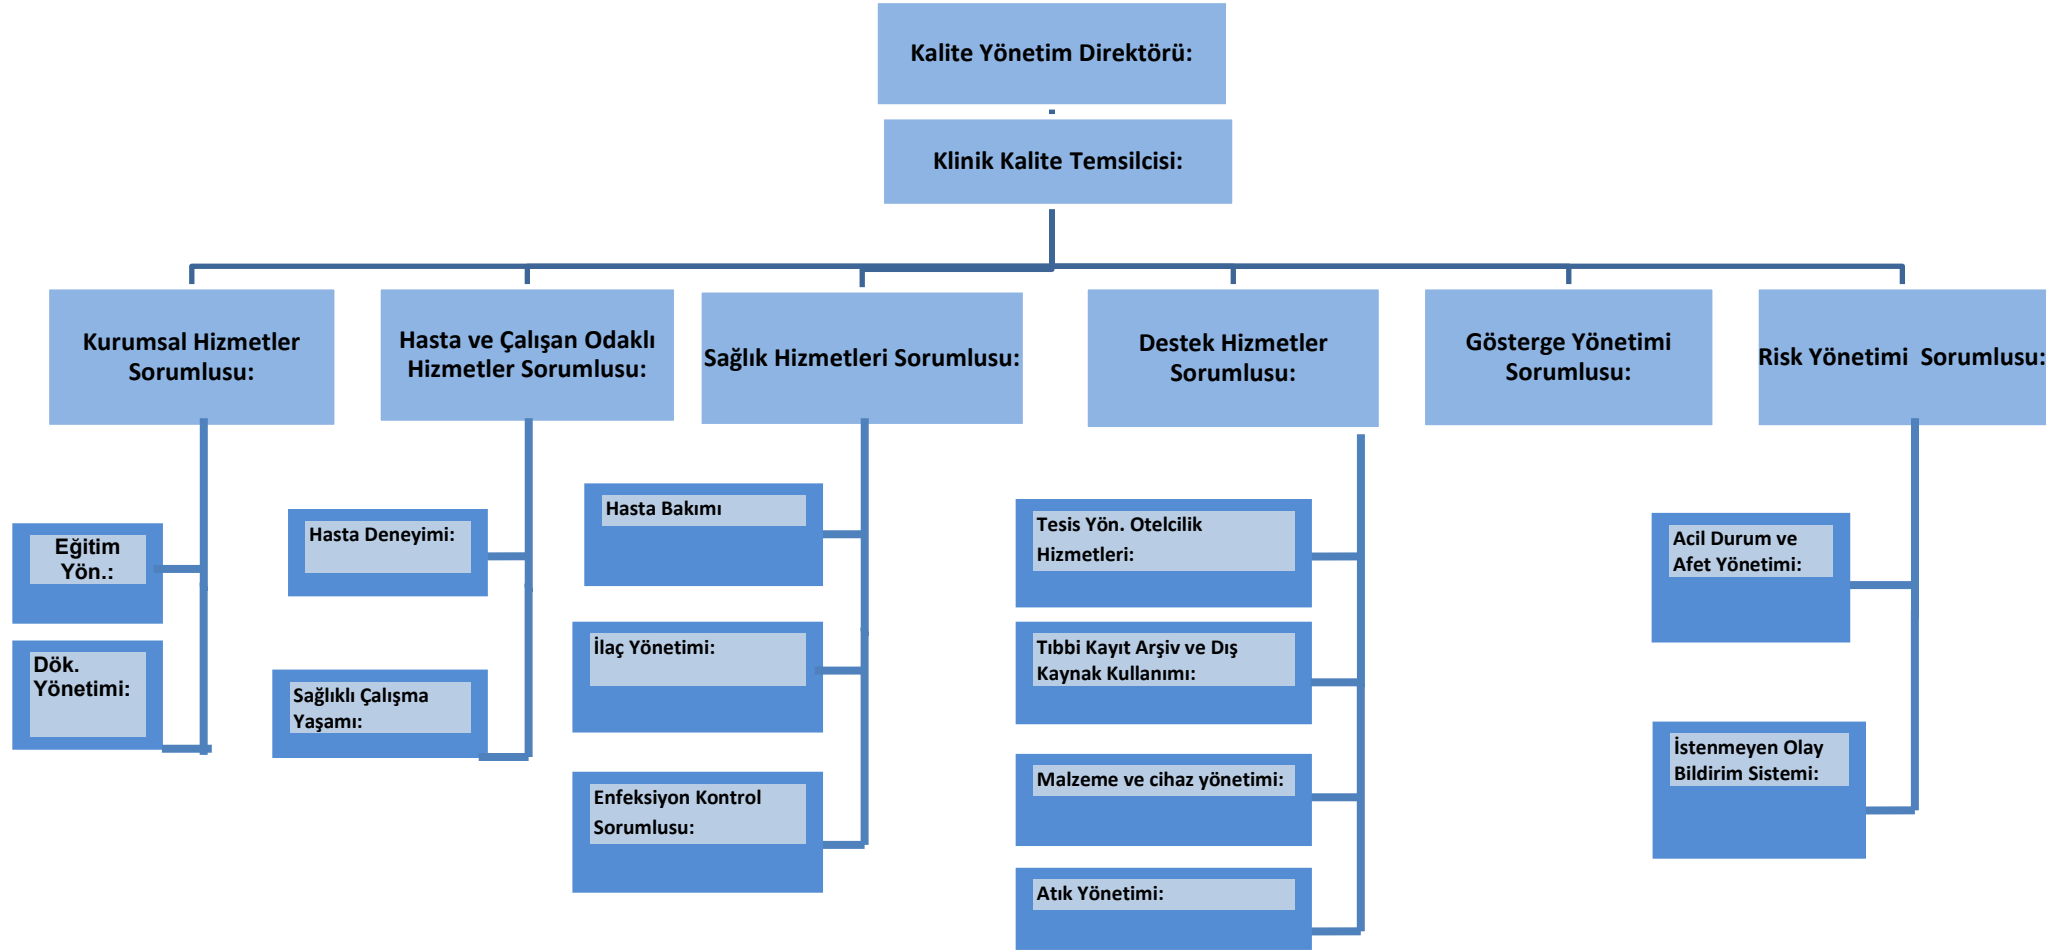 Kalite Yönetim Direktörü:
Klinik Kalite Temsilcisi:
Kurumsal Hizmetler
Sorumlusu:
Hasta ve Çalışan Odaklı
Hizmetler Sorumlusu:
Sağlık Hizmetleri Sorumlusu:
Destek Hizmetler
Sorumlusu:
Gösterge Yönetimi
Sorumlusu:
Risk Yönetimi  Sorumlusu:
Eğitim
Yön.:
Dök.
Yönetimi:
Hasta Deneyimi:
Sağlıklı Çalışma
Yaşamı:
Hasta Bakımı
İlaç Yönetimi:
Enfeksiyon Kontrol
Sorumlusu:
Tesis Yön. Otelcilik
Hizmetleri:
Tıbbi Kayıt Arşiv ve Dış
Kaynak Kullanımı:
Malzeme ve cihaz yönetimi:
Atık Yönetimi:
Acil Durum ve
Afet Yönetimi:
İstenmeyen Olay
Bildirim Sistemi: